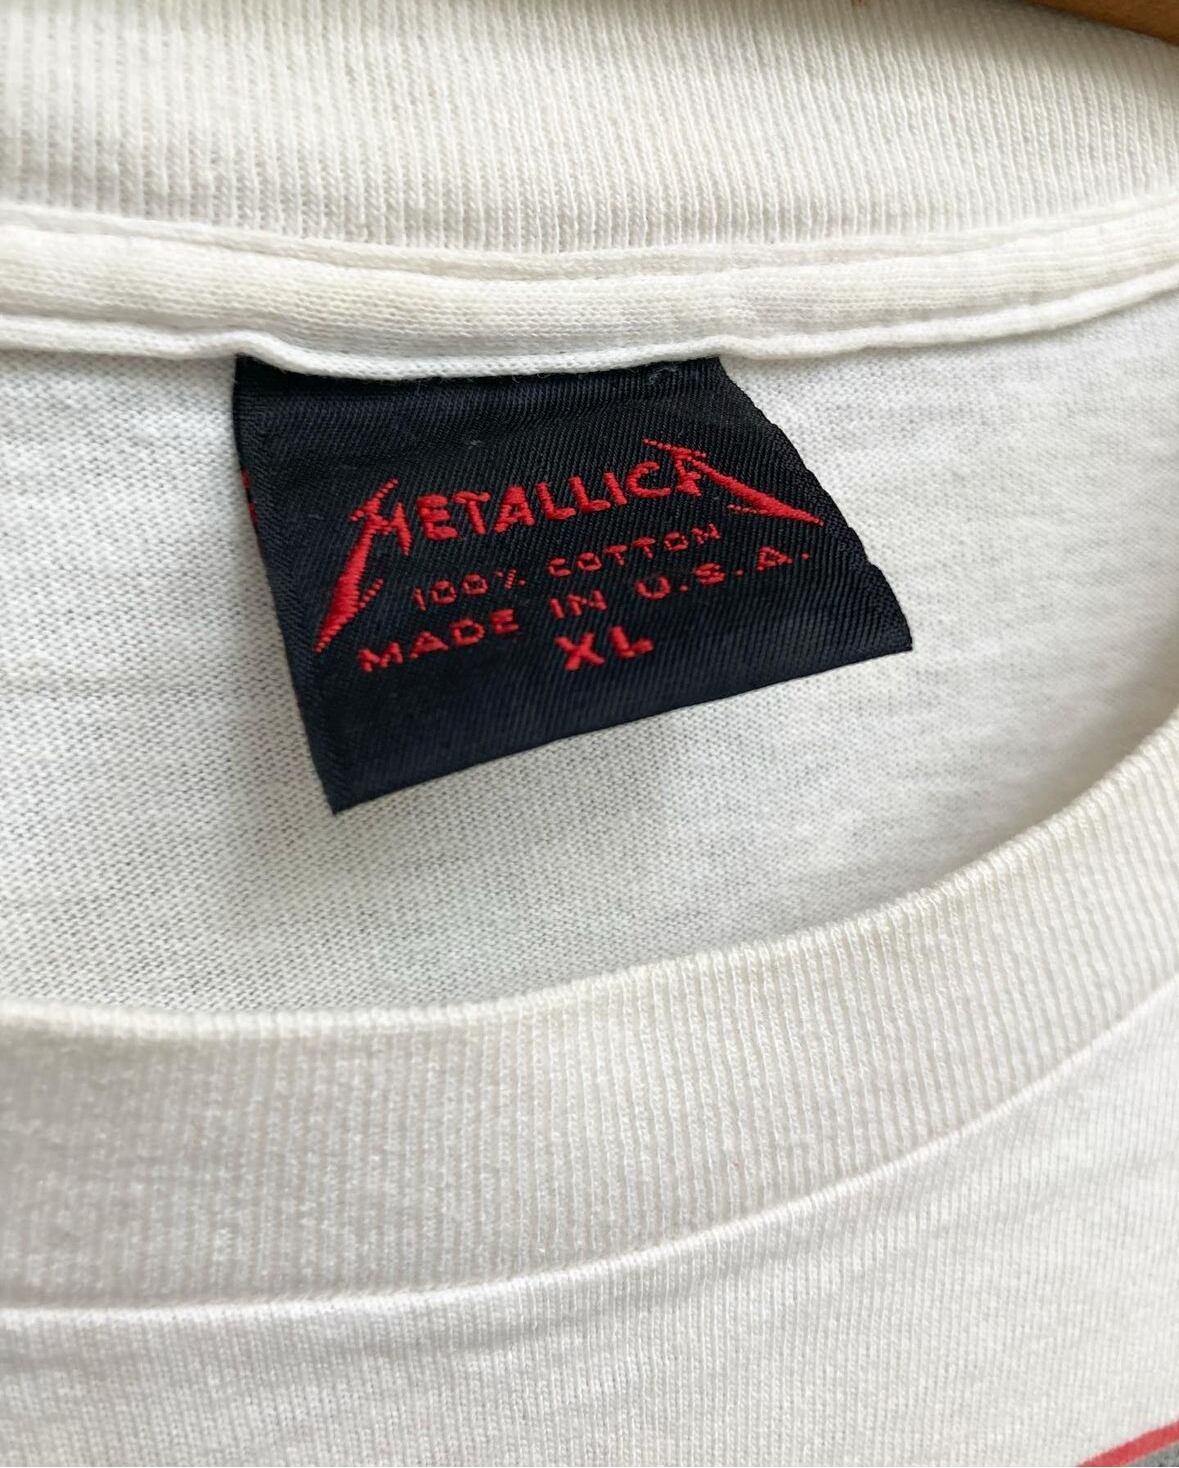 METALLICA
100% COTTON
MADE IN U.S.A.
XL